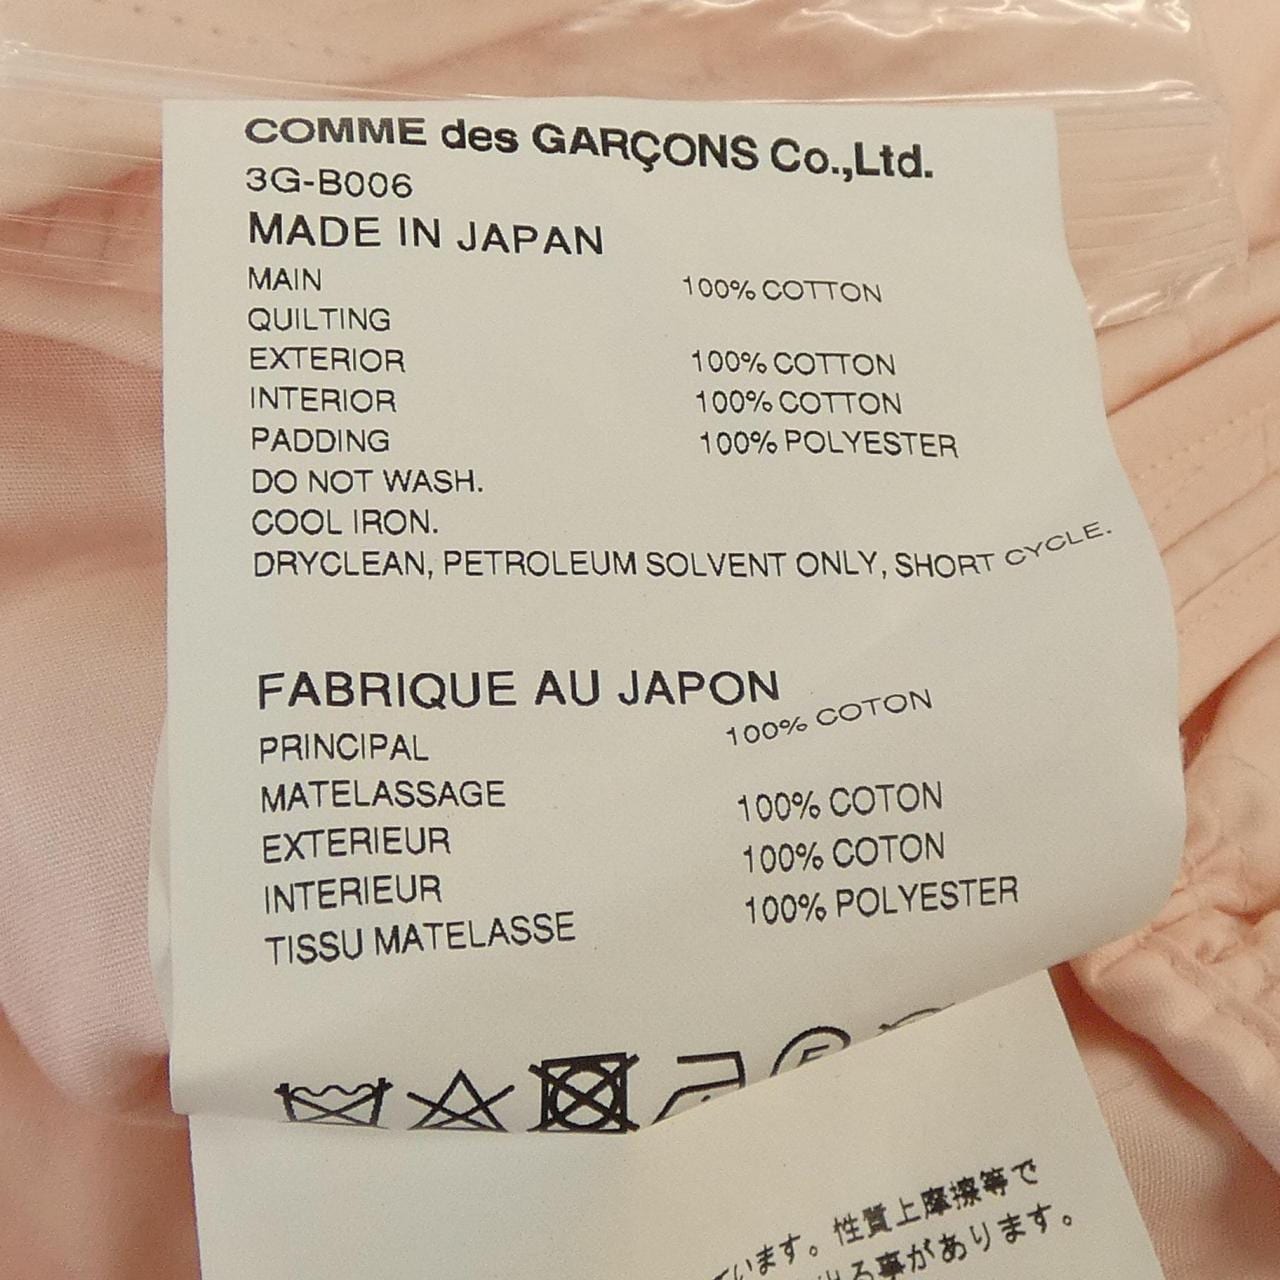 COMME des GARÇONS Co.,Ltd.
3G-B006
MADE IN JAPAN
MAIN 100% COTTON
QUILTING
EXTERIOR 100% COTTON
INTERIOR 100% COTTON
PADDING 100% POLYESTER
DO NOT WASH.
COOL IRON.
DRYCLEAN, PETROLEUM SOLVENT ONLY, SHORT CYCLE.
FABRIQUE AU JAPON
PRINCIPAL 100% COTON
MATELASSAGE
EXTERIEUR 100% COTON
INTERIEUR 100% COTON
TISSU MATELASSE 100% POLYESTER
F
います。性質上摩擦等で
出る事があります。